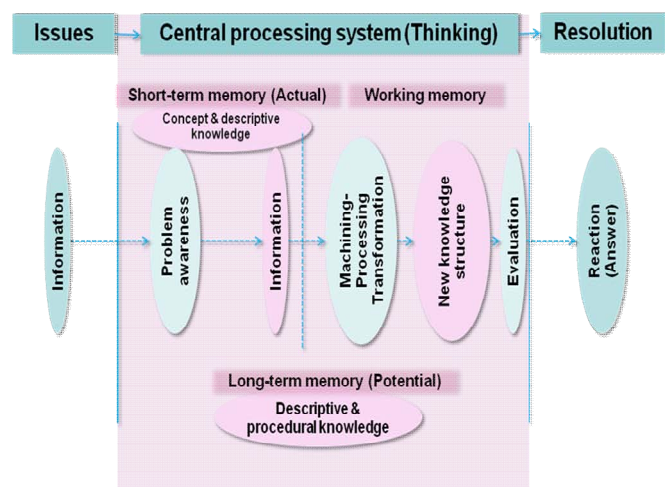 Issues
Central processing system (Thinking)
Resolution
Short-term memory (Actual)
Working memory
Concept & descriptive
knowledge
Information
Problem
awareness
Information
Machining-
Processing
Transformation
New knowledge
structure
Evaluation
Reaction
(Answer)
Long-term memory (Potential)
Descriptive &
procedural knowledge